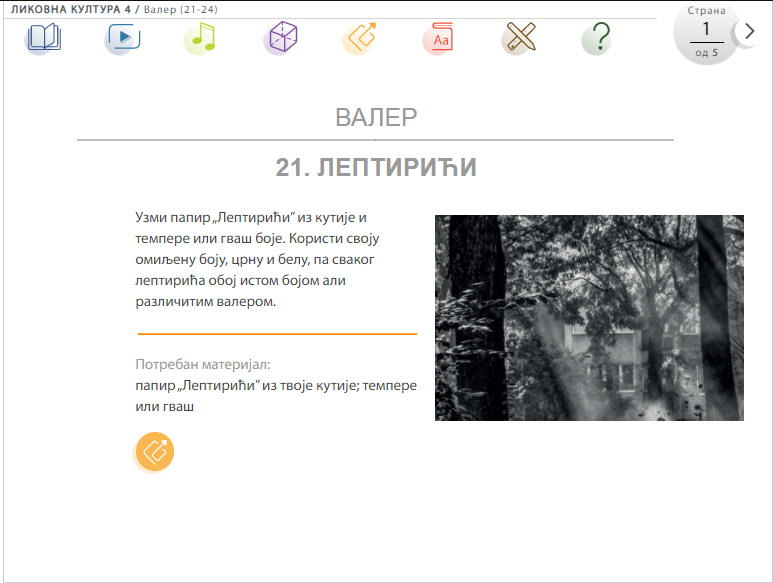 ЛИКОВНА КУЛТУРА 4 / Валер (21-24)
Страна
1
од 5
Aa
?
ВАЛЕР
21. ЛЕПТИРИЋИ
Узми папир „Лептирићи” из кутије и
темпере или гваш боје. Користи своју
омиљену боју, црну и белу, па сваког
лептирића обој истом бојом али
различитим валером.
Потребан материјал:
папир „Лептирићи” из твоје кутије; темпере
или гваш